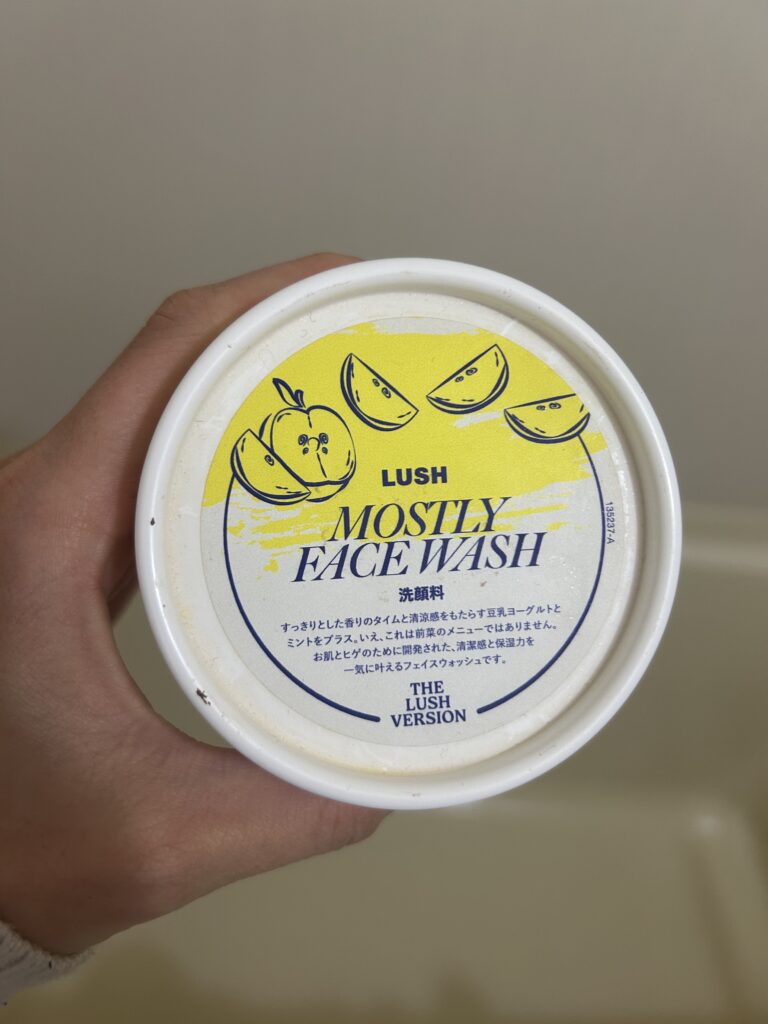 LUSH
MOSTLY
FACE WASH
洗顔料
すっきりとした香りのタイムと清涼感をもたらす豆乳ヨーグルトと
ミントをプラス。いえ、これは前菜のメニューではありません。
お肌とヒゲのために開発された、清潔感と保湿力を
一気に叶えるフェイスウォッシュです。
THE
LUSH
VERSION
135237-A